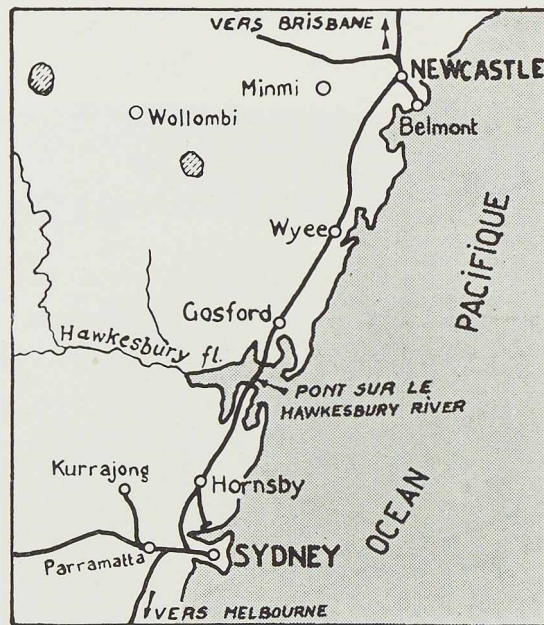 VERS BRISBANE
NEWCASTLE
Minmi
Wollombi
Belmont
Wyee
PACIFIQUE
Gosford
Hawkesbury fl.
PONT SUR LE
HAWKESBURY RIVER
Kurrajong
Hornsby
OCEAN
Parramatta
SYDNEY
VERS MELBOURNE